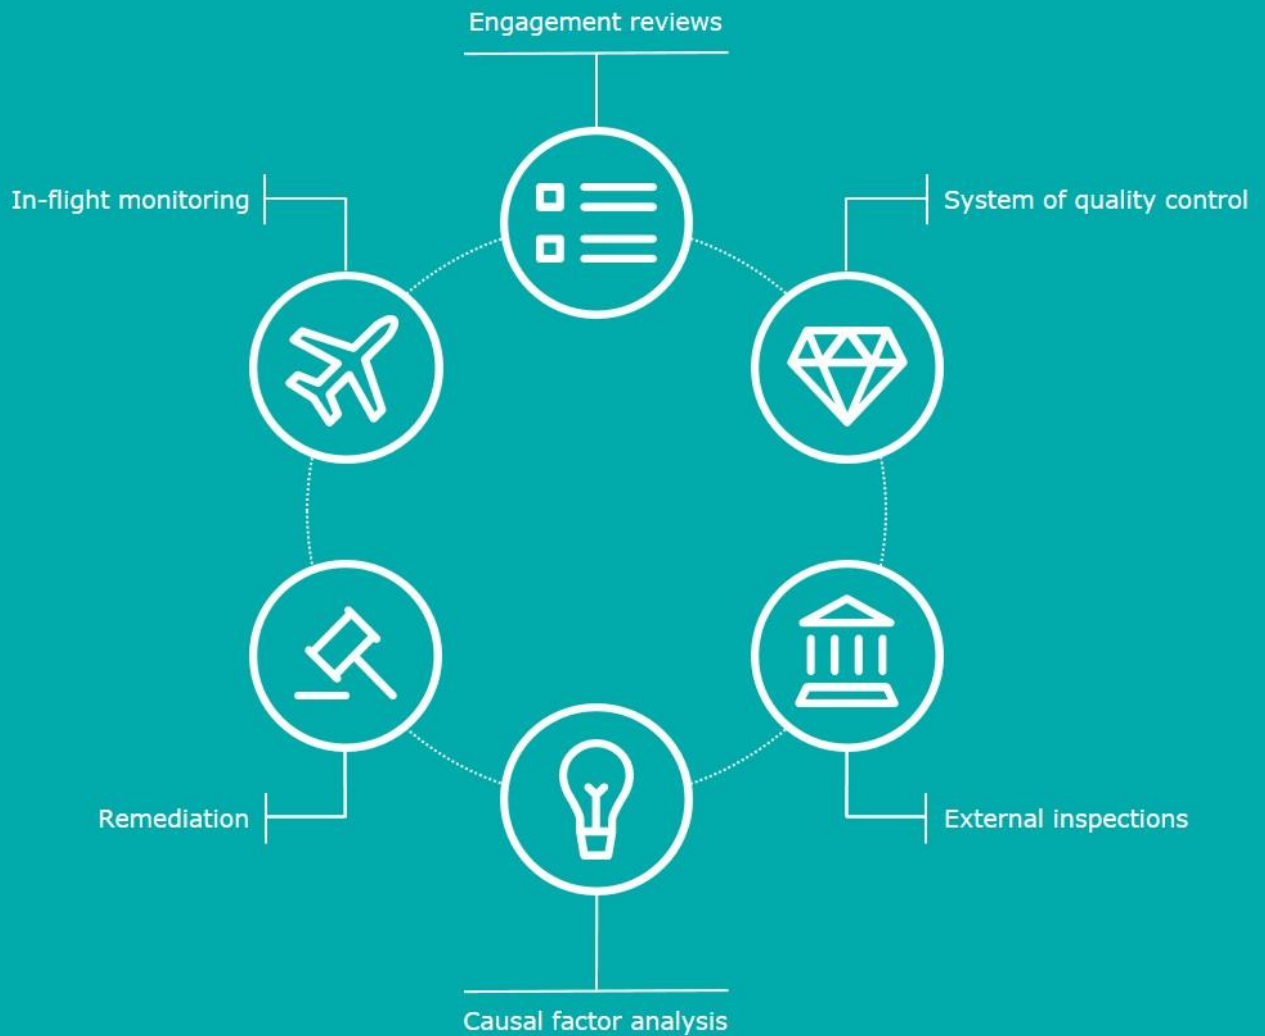 Engagement reviews
In-flight monitoring
System of quality control
Remediation
External inspections
Causal factor analysis